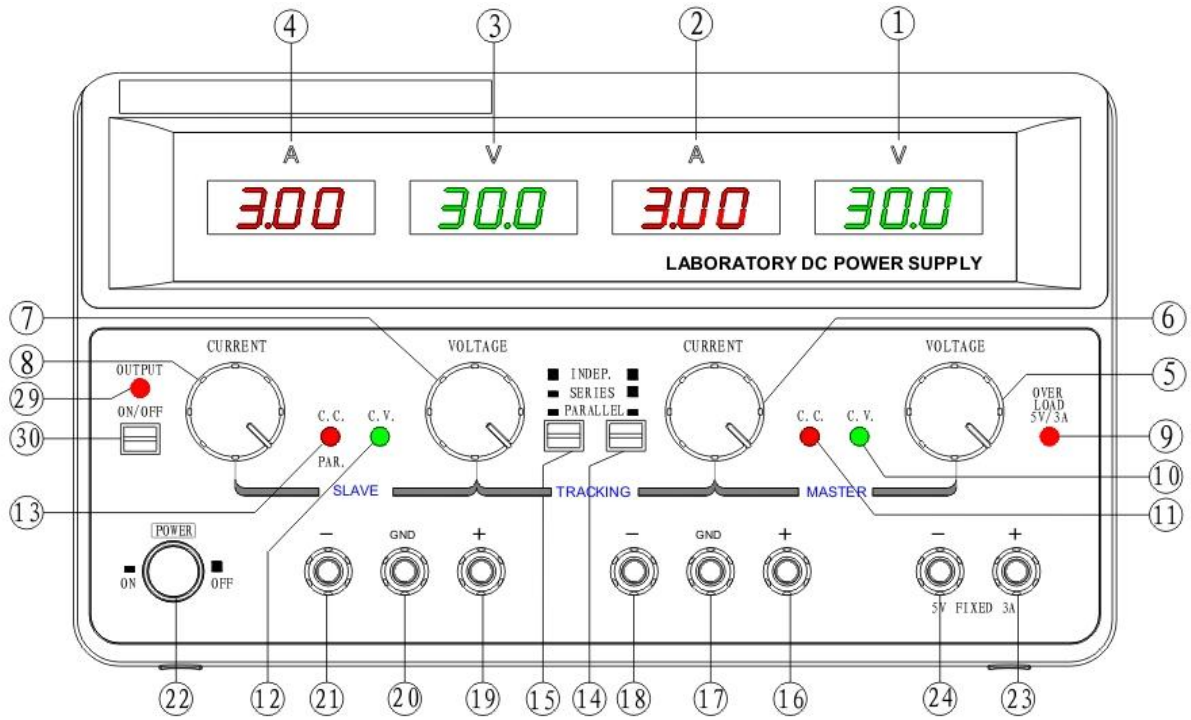 4 3 2 1
A V A V
3.00 30.0 3.00 30.0
LABORATORY DC POWER SUPPLY
7 6
CURRENT VOLTAGE CURRENT VOLTAGE
8 5
OUTPUT
INDEP.
29
SERIES
OVER
LOAD
5V/3A
ON/OFF
PARALLEL
30 9
C.C. C.V. C.C. C.V.
PAR.
10
SLAVE TRACKING MASTER
13 11
POWER
- GND + - GND + - +
ON OFF
5V FIXED 3A
22 12 21 20 19 15 14 18 17 16 24 23